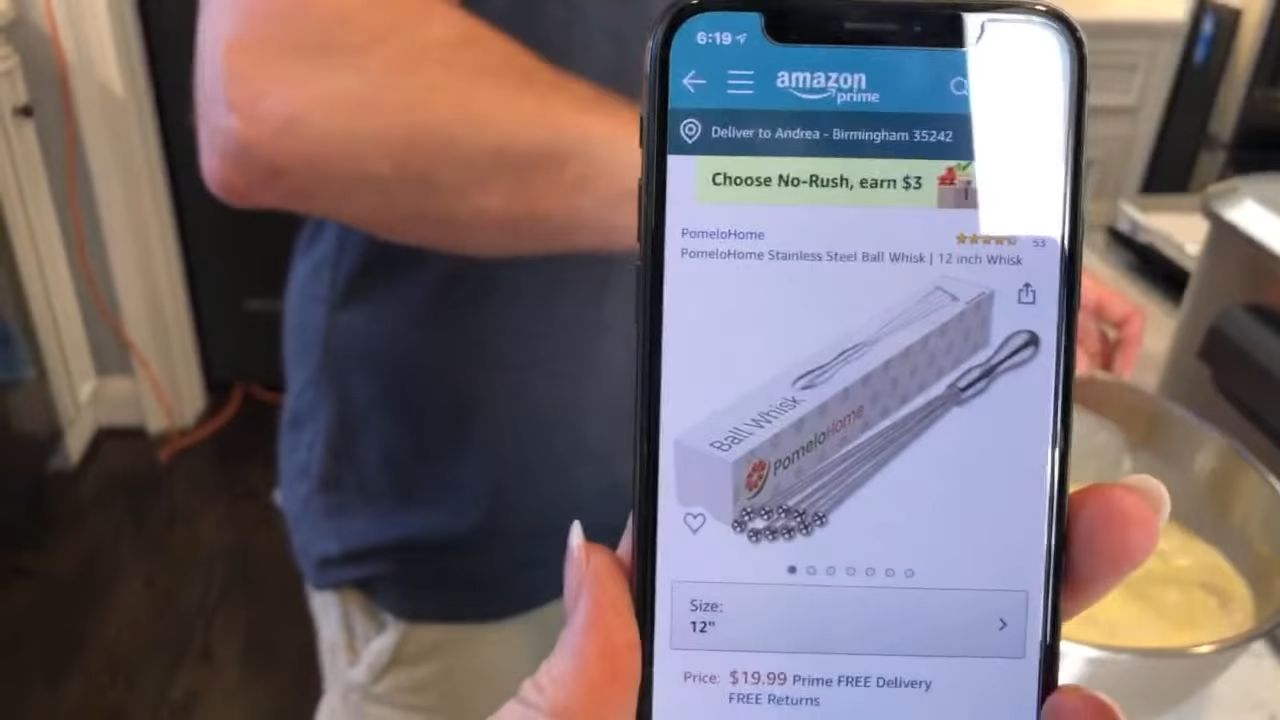 6:19
amazon
prime
Deliver to Andrea - Birmingham 35242
Choose No-Rush, earn $3
PomeloHome
53
PomeloHome Stainless Steel Ball Whisk | 12 inch Whisk
Ball Whisk
PomeloHome
Size:
12"
Price: $19.99 Prime FREE Delivery
FREE Returns